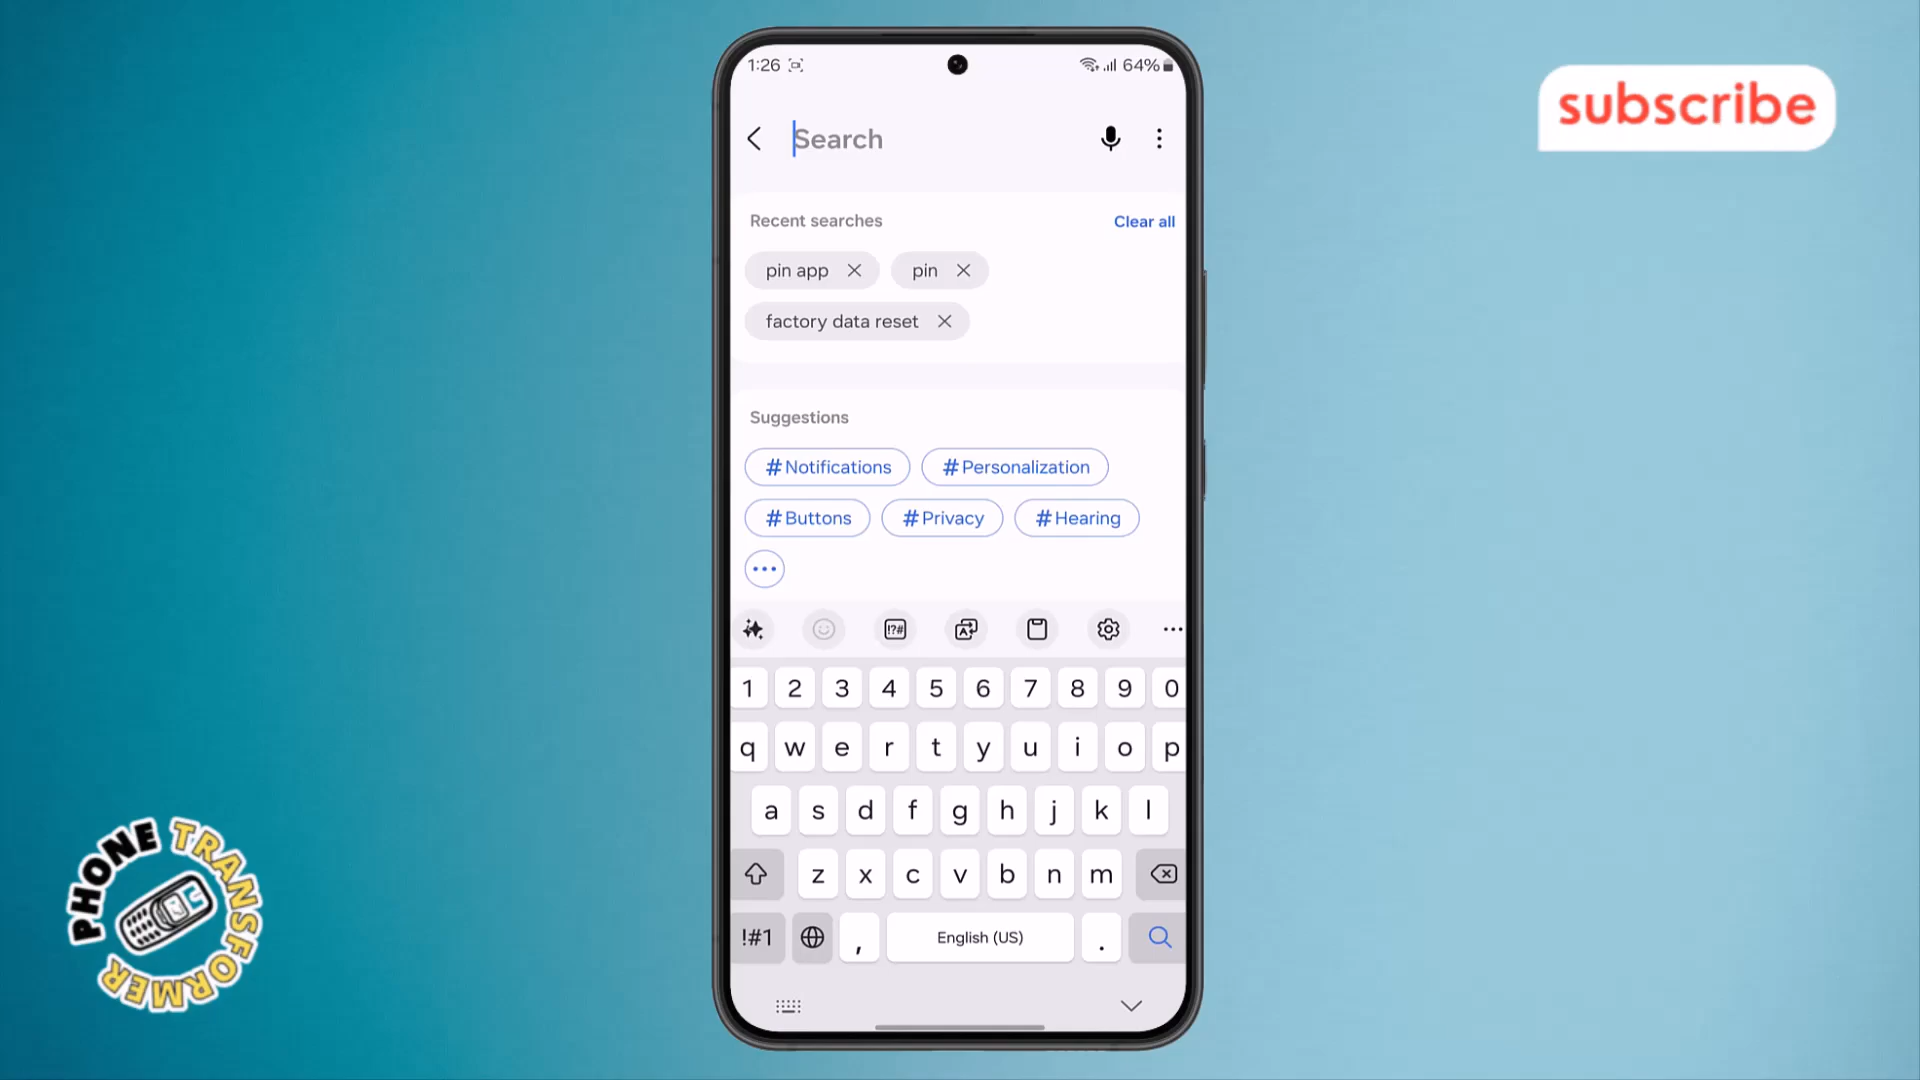 subscribe
1:26 64%
Search
Recent searches Clear all
pin app pin
factory data reset
Suggestions
#Notifications #Personalization
#Buttons #Privacy #Hearing
!?# A
1 2 3 4 5 6 7 8 9 0
q w e r t y u i o p
a s d f g h j k l
z x c v b n m
!#1 , English (US) .
PHONE TRANSFORMER